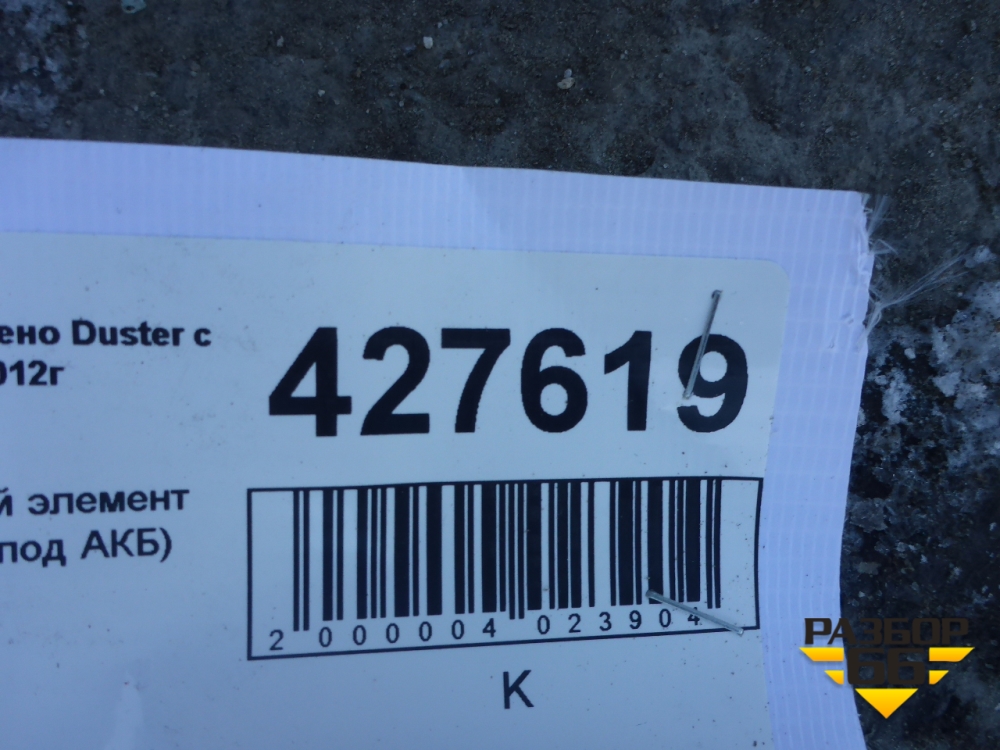 ено Duster с
012г
427619
й элемент
под АКБ)
2 000004 023904
К
РАЗБОР
66